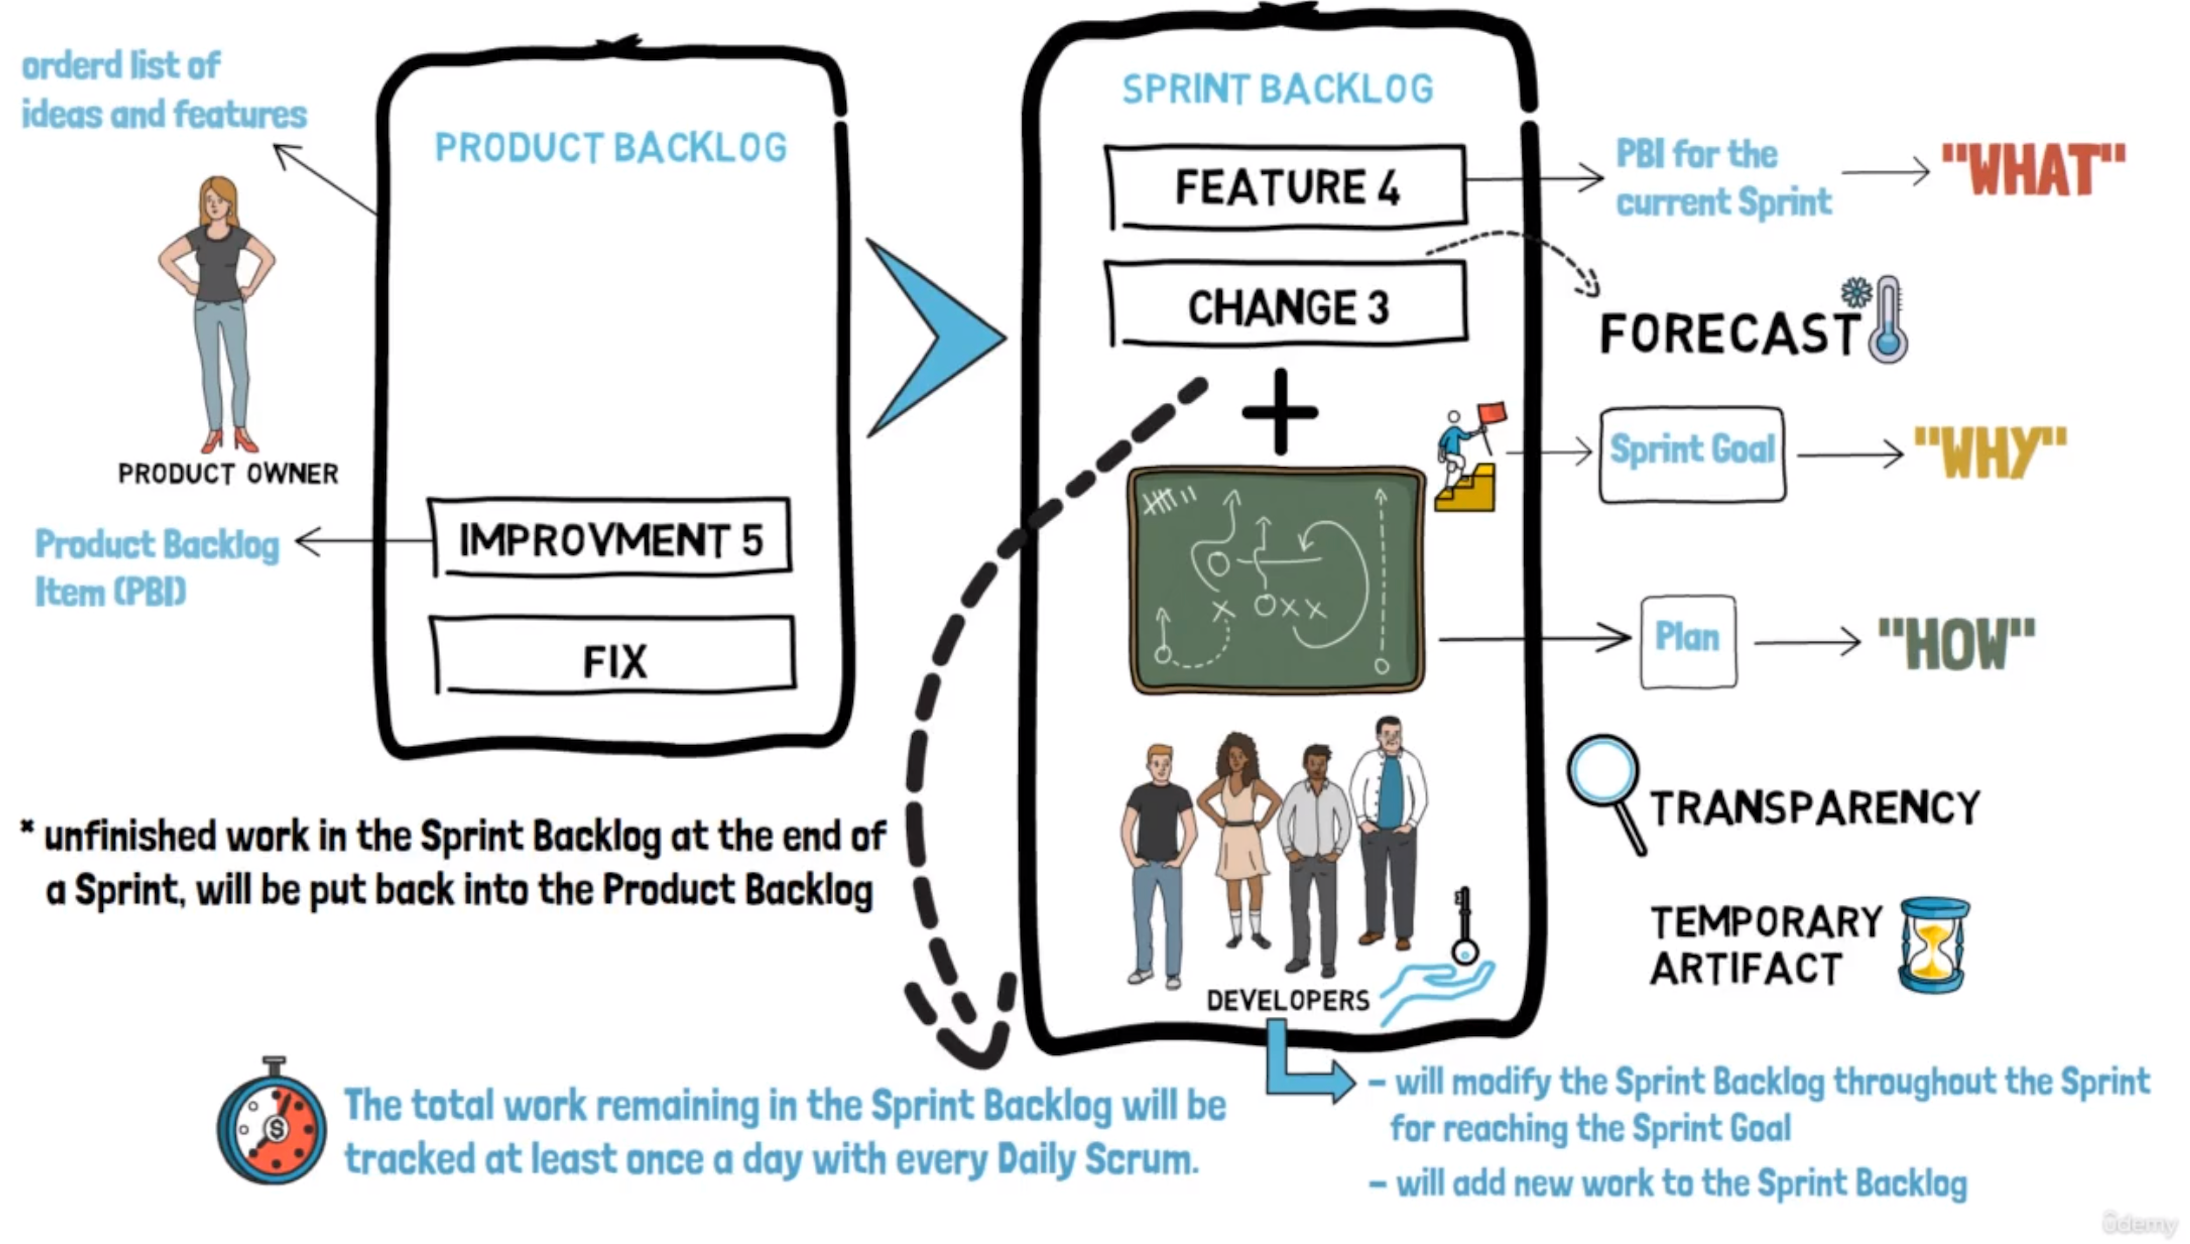 orderd list of
ideas and features
PRODUCT OWNER
Product Backlog
Item (PBI)
PRODUCT BACKLOG
IMPROVMENT 5
FIX
* unfinished work in the Sprint Backlog at the end of
a Sprint, will be put back into the Product Backlog
SPRINT BACKLOG
FEATURE 4
CHANGE 3
+
DEVELOPERS
PBI for the
current Sprint
"WHAT"
FORECAST
Sprint Goal
"WHY"
Plan
"HOW"
TRANSPARENCY
TEMPORARY
ARTIFACT
$
The total work remaining in the Sprint Backlog will be
tracked at least once a day with every Daily Scrum.
- will modify the Sprint Backlog throughout the Sprint
for reaching the Sprint Goal
- will add new work to the Sprint Backlog
ûdemy